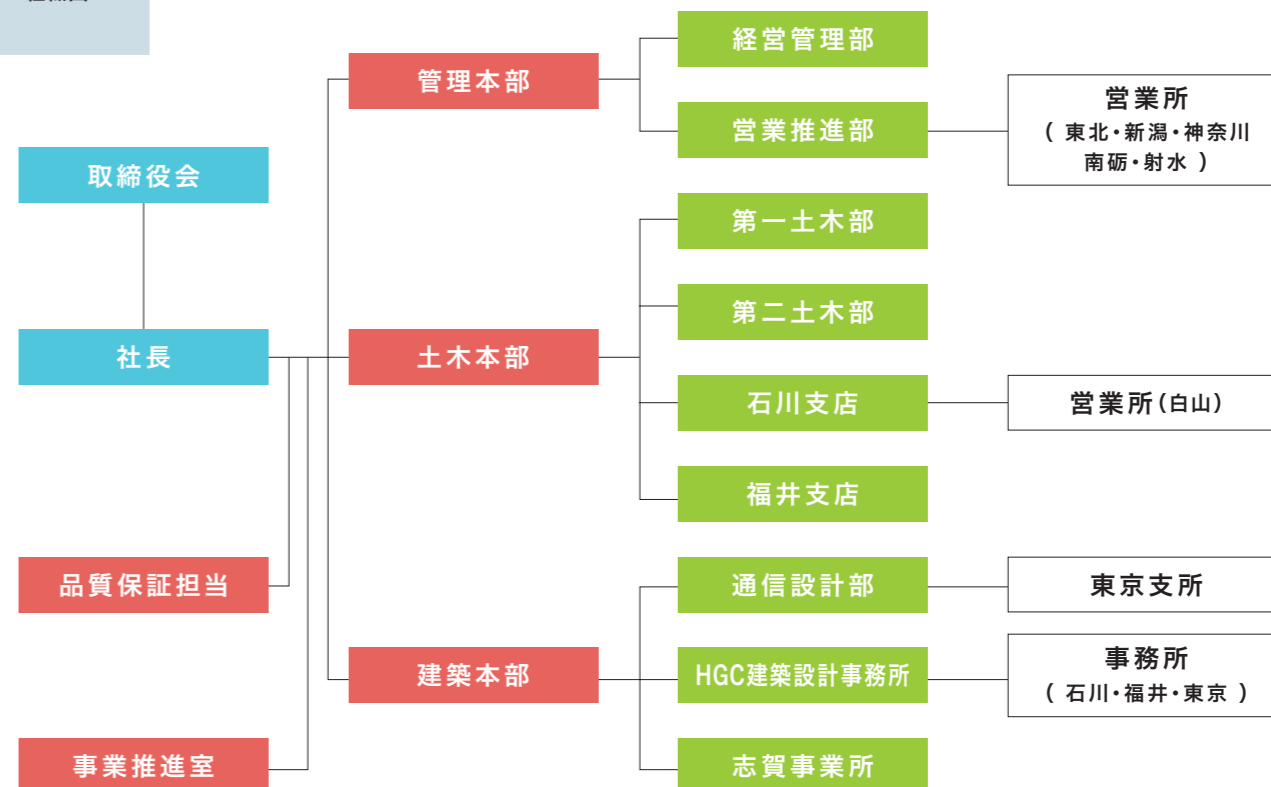 取締役会
社長
品質保証担当
事業推進室
管理本部
土木本部
建築本部
経営管理部
営業推進部
第一土木部
第二土木部
石川支店
福井支店
通信設計部
HGC建築設計事務所
志賀事業所
営業所
( 東北・新潟・神奈川
南砺・射水 )
営業所(白山)
東京支所
事務所
( 石川・福井・東京 )